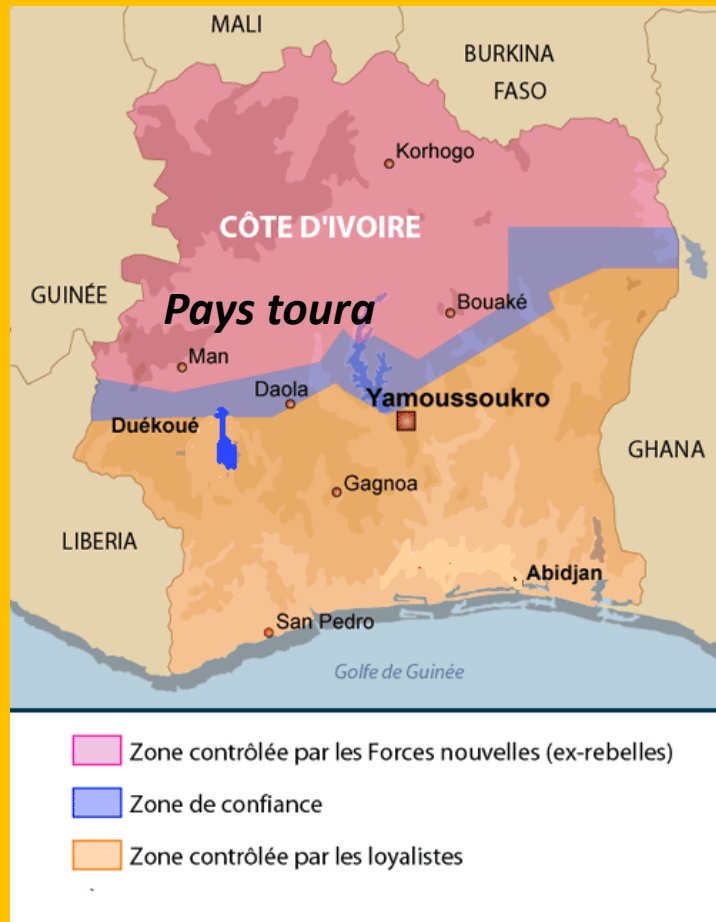 MALI
BURKINA
FASO
Korhogo
CÔTE D'IVOIRE
GUINÉE
Pays toura
Bouaké
Man
Daola
Yamoussoukro
Duékoué
GHANA
Gagnoa
LIBERIA
Abidjan
San Pedro
Golfe de Guinée
Zone contrôlée par les Forces nouvelles (ex-rebelles)
Zone de confiance
Zone contrôlée par les loyalistes